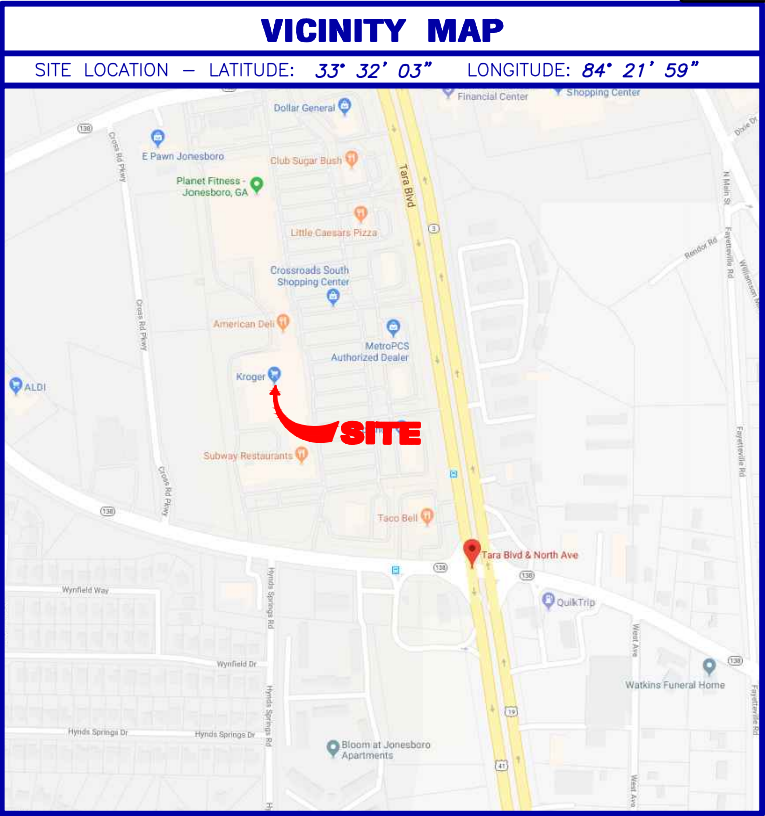 VICINITY MAP
SITE LOCATION – LATITUDE: 33° 32' 03" LONGITUDE: 84° 21' 59"
Dollar General
Financial Center
Shopping Center
138
Cross Rd Pkwy
E Pawn Jonesboro
Club Sugar Bush
Tara Blvd
Dixie Dr
Planet Fitness -
Jonesboro, GA
N Main St
Little Caesars Pizza
3
Fayetteville Rd
Rendor Rd
Crossroads South
Shopping Center
Cross Rd Pkwy
American Deli
MetroPCS
Authorized Dealer
Kroger
ALDI
SITE
Fayetteville Rd
Subway Restaurants
Cross Rd Pkwy
138
Taco Bell
Tara Blvd & North Ave
138
138
Wynfield Way
Hynds Springs Rd
QuikTrip
West Ave
Wynfield Dr
138
Watkins Funeral Home
Hynds Springs Rd
Fayetteville Rd
19
Hynds Springs Dr
Hynds Springs Dr
Bloom at Jonesboro
Apartments
41
West Ave